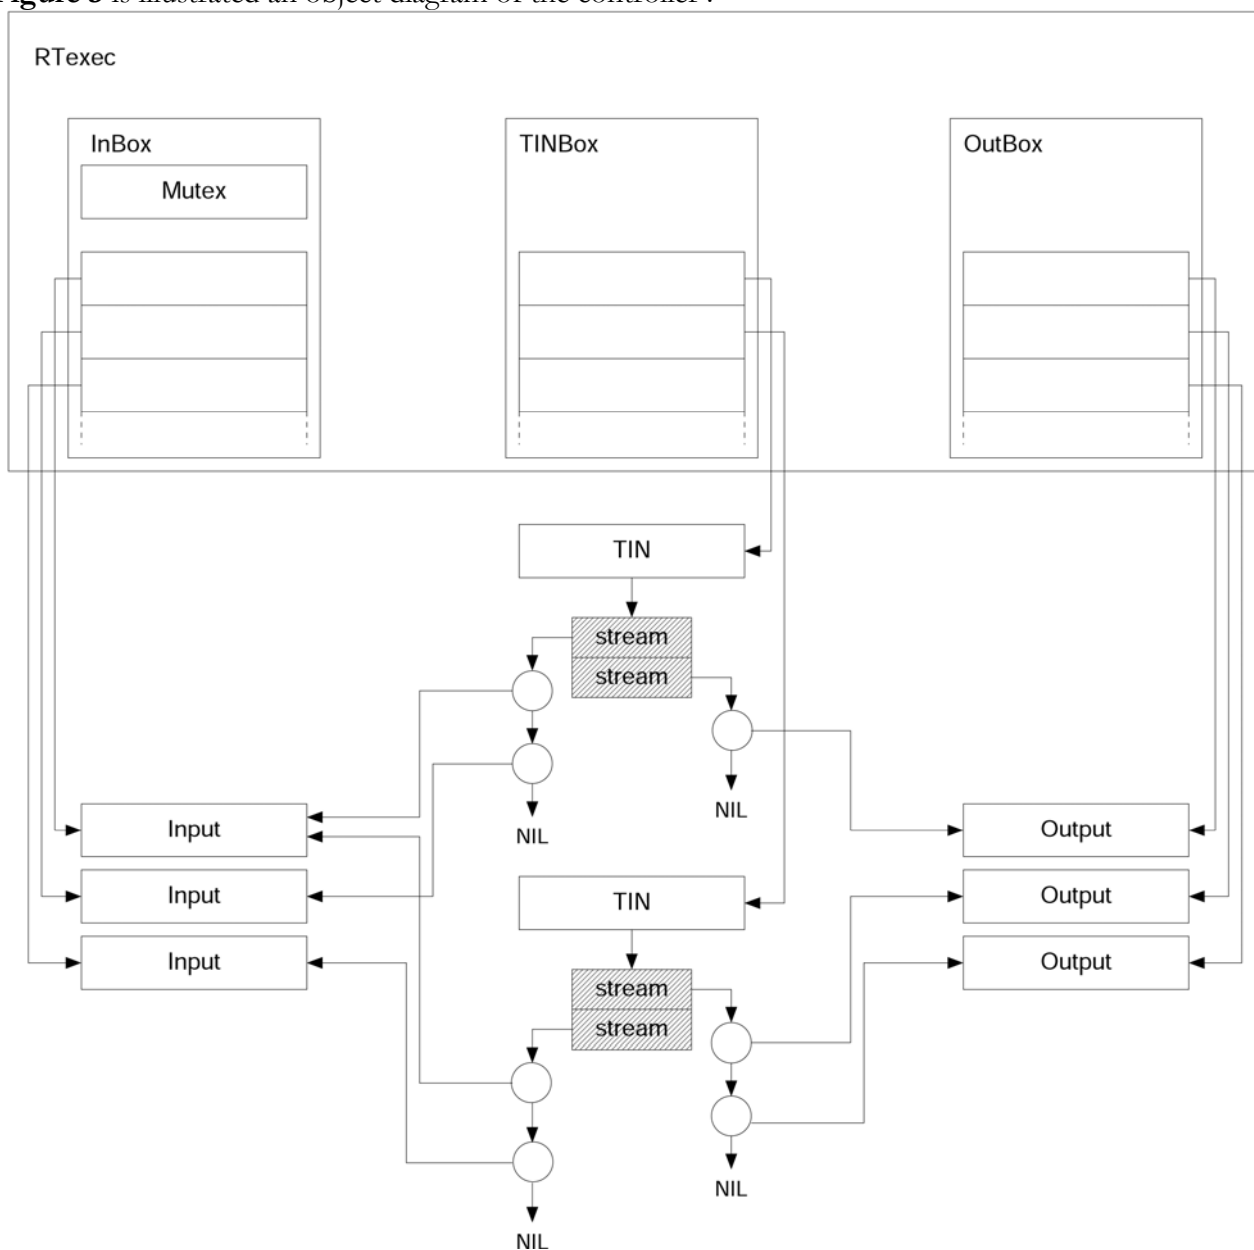 Figure 3 is illustrated an object diagram of the controller .
RTexec
InBox
TINBox
OutBox
Mutex
TIN
stream
stream
NIL
NIL
Input
Output
Input
TIN
Output
Input
Output
stream
stream
NIL
NIL